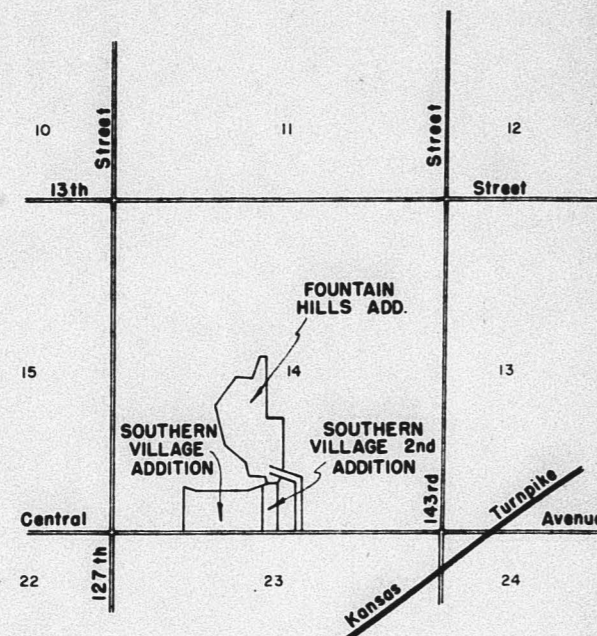 10
Street
11
Street
12
13th
Street
FOUNTAIN
HILLS ADD.
15
14
13
SOUTHERN
VILLAGE
ADDITION
SOUTHERN
VILLAGE 2nd
ADDITION
143rd
Turnpike
Central
Avenue
127th
22
23
24
Kansas